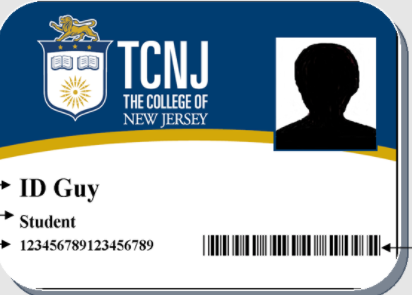 TCNJ
THE COLLEGE OF
NEW JERSEY
ID Guy
Student
123456789123456789